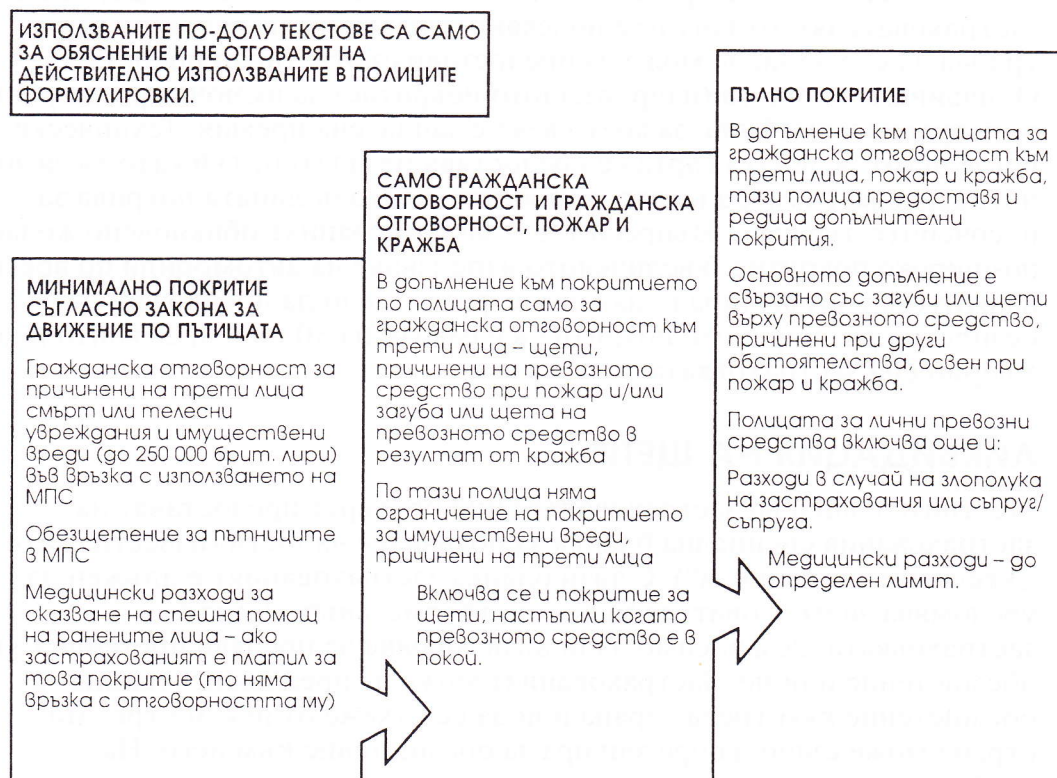 ИЗПОЛЗВАНИТЕ ПО-ДОЛУ ТЕКСТОВЕ СА САМО
ЗА ОБЯСНЕНИЕ И НЕ ОТГОВАРЯТ НА
ДЕЙСТВИТЕЛНО ИЗПОЛЗВАНИТЕ В ПОЛИЦИТЕ
ФОРМУЛИРОВКИ.
МИНИМАЛНО ПОКРИТИЕ
СЪГЛАСНО ЗАКОНА ЗА
ДВИЖЕНИЕ ПО ПЪТИЩАТА
Гражданска отговорност за
причинени на трети лица
смърт или телесни
увреждания и имуществени
вреди (до 250 000 брит. лири)
във връзка с използването на
МПС
Обезщетение за пътниците
в МПС
Медицински разходи за
оказване на спешна помощ
на ранените лица – ако
застрахованият е платил за
това покритие (то няма
връзка с отговорността му)
САМО ГРАЖДАНСКА
ОТГОВОРНОСТ И ГРАЖДАНСКА
ОТГОВОРНОСТ, ПОЖАР И
КРАЖБА
В допълнение към покритието
по полицата само за
гражданска отговорност към
трети лица – щети,
причинени на превозното
средство при пожар и/или
загуба или щета на
превозното средство в
резултат от кражба
По тази полица няма
ограничение на покритието
за имуществени вреди,
причинени на трети лица
Включва се и покритие за
щети, настъпили когато
превозното средство е в
покой.
ПЪЛНО ПОКРИТИЕ
В допълнение към полицата за
гражданска отговорност към
трети лица, пожар и кражба,
тази полица предоставя и
редица допълнителни
покрития.
Основното допълнение е
свързано със загуби или щети
върху превозното средство,
причинени при други
обстоятелства, освен при
пожар и кражба.
Полицата за лични превозни
средства включва още и:
Разходи в случай на злополука
на застрахования или съпруг/
съпруга.
Медицински разходи – до
определен лимит.